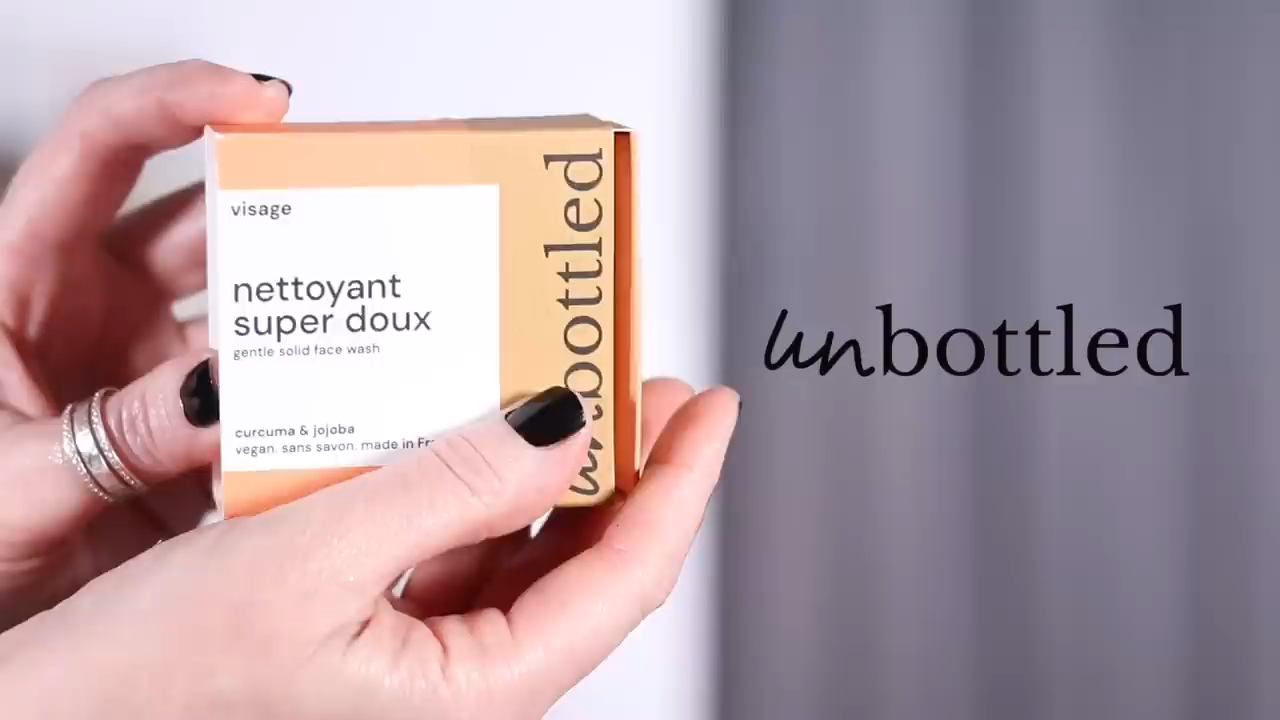 visage
nettoyant
super doux
gentle solid face wash
curcuma & jojoba
vegan. sans savon. made in
unbottled
unbottled